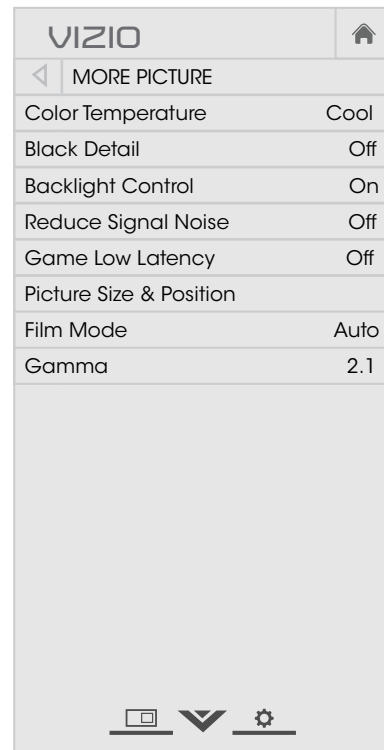 VIZIO
MORE PICTURE
Color Temperature Cool
Black Detail Off
Backlight Control On
Reduce Signal Noise Off
Game Low Latency Off
Picture Size & Position
Film Mode Auto
Gamma 2.1